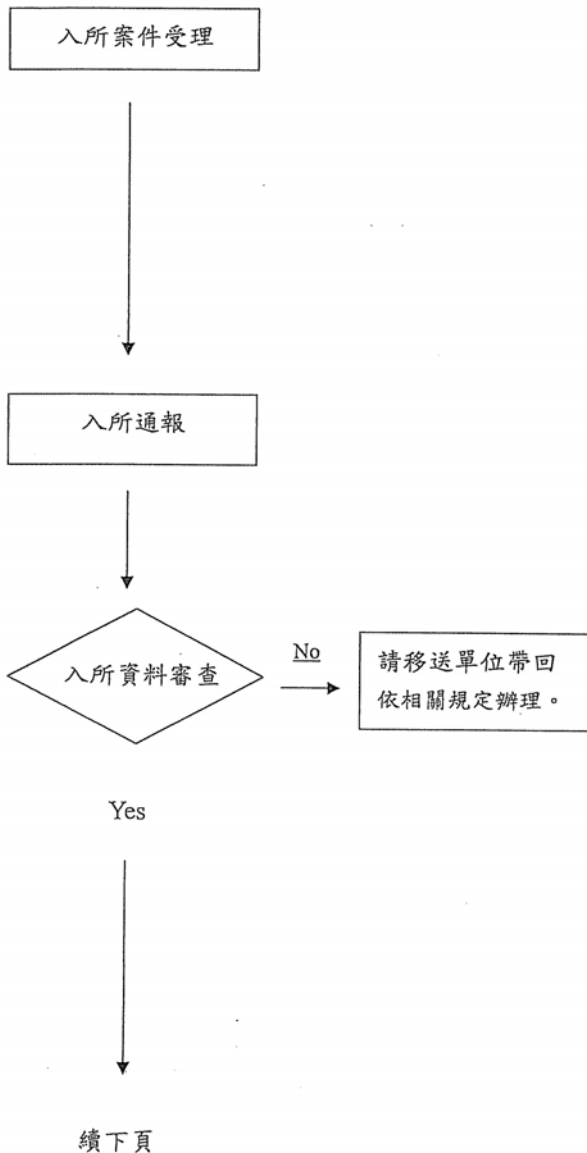 入所案件受理
入所通報
入所資料審查
No
請移送單位帶回
依相關規定辦理。
Yes
續下頁